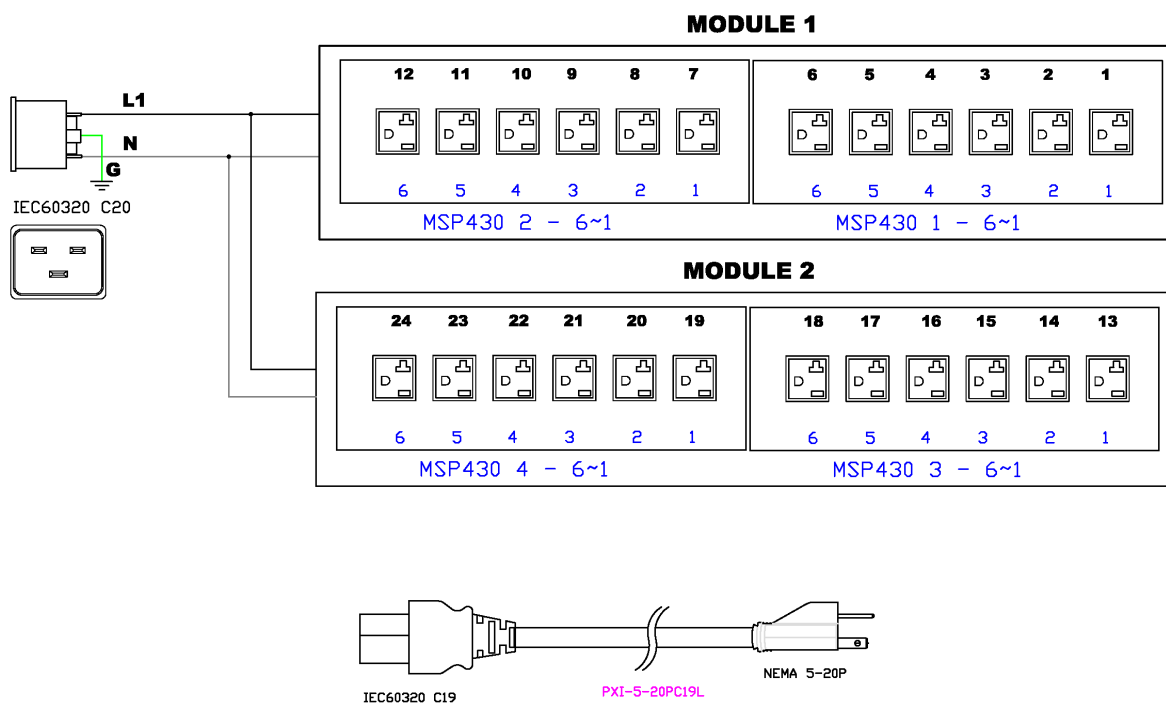 MODULE 1
12 11 10 9 8 7 6 5 4 3 2 1
L1
N
G
6 5 4 3 2 1 6 5 4 3 2 1
MSP430 2 - 6~1 MSP430 1 - 6~1
IEC60320 C20
MODULE 2
24 23 22 21 20 19 18 17 16 15 14 13
6 5 4 3 2 1 6 5 4 3 2 1
MSP430 4 - 6~1 MSP430 3 - 6~1
IEC60320 C19
PXI-5-20PC19L
NEMA 5-20P